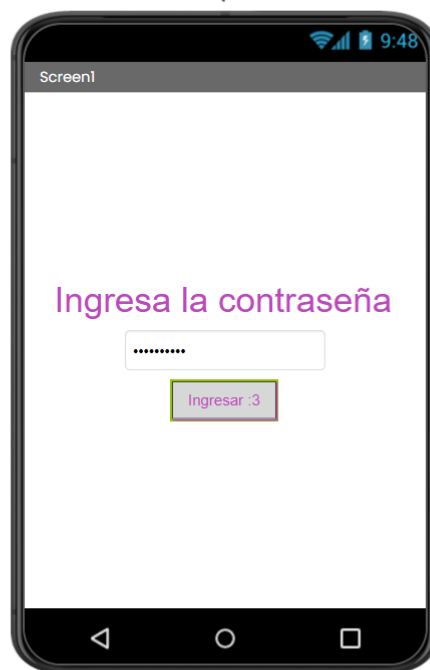 9:48
Screen1
Ingresa la contraseña
••••••••••
Ingresar :3